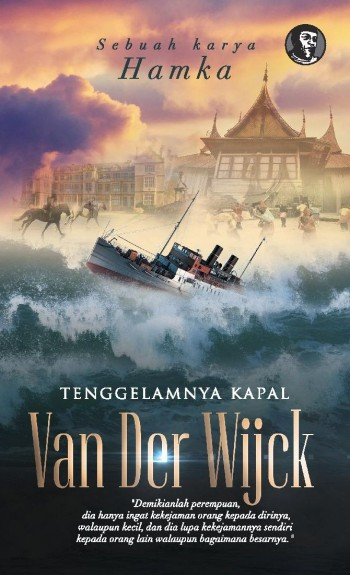 Sebuah karya
Hamka
TENGGELAMNYA KAPAL
Van Der Wijck
"Demikianlah perempuan,
dia hanya ingat kekejaman orang kepada dirinya,
walaupun kecil, dan dia lupa kekejamannya sendiri
kepada orang lain walaupun bagaimana besarnya."